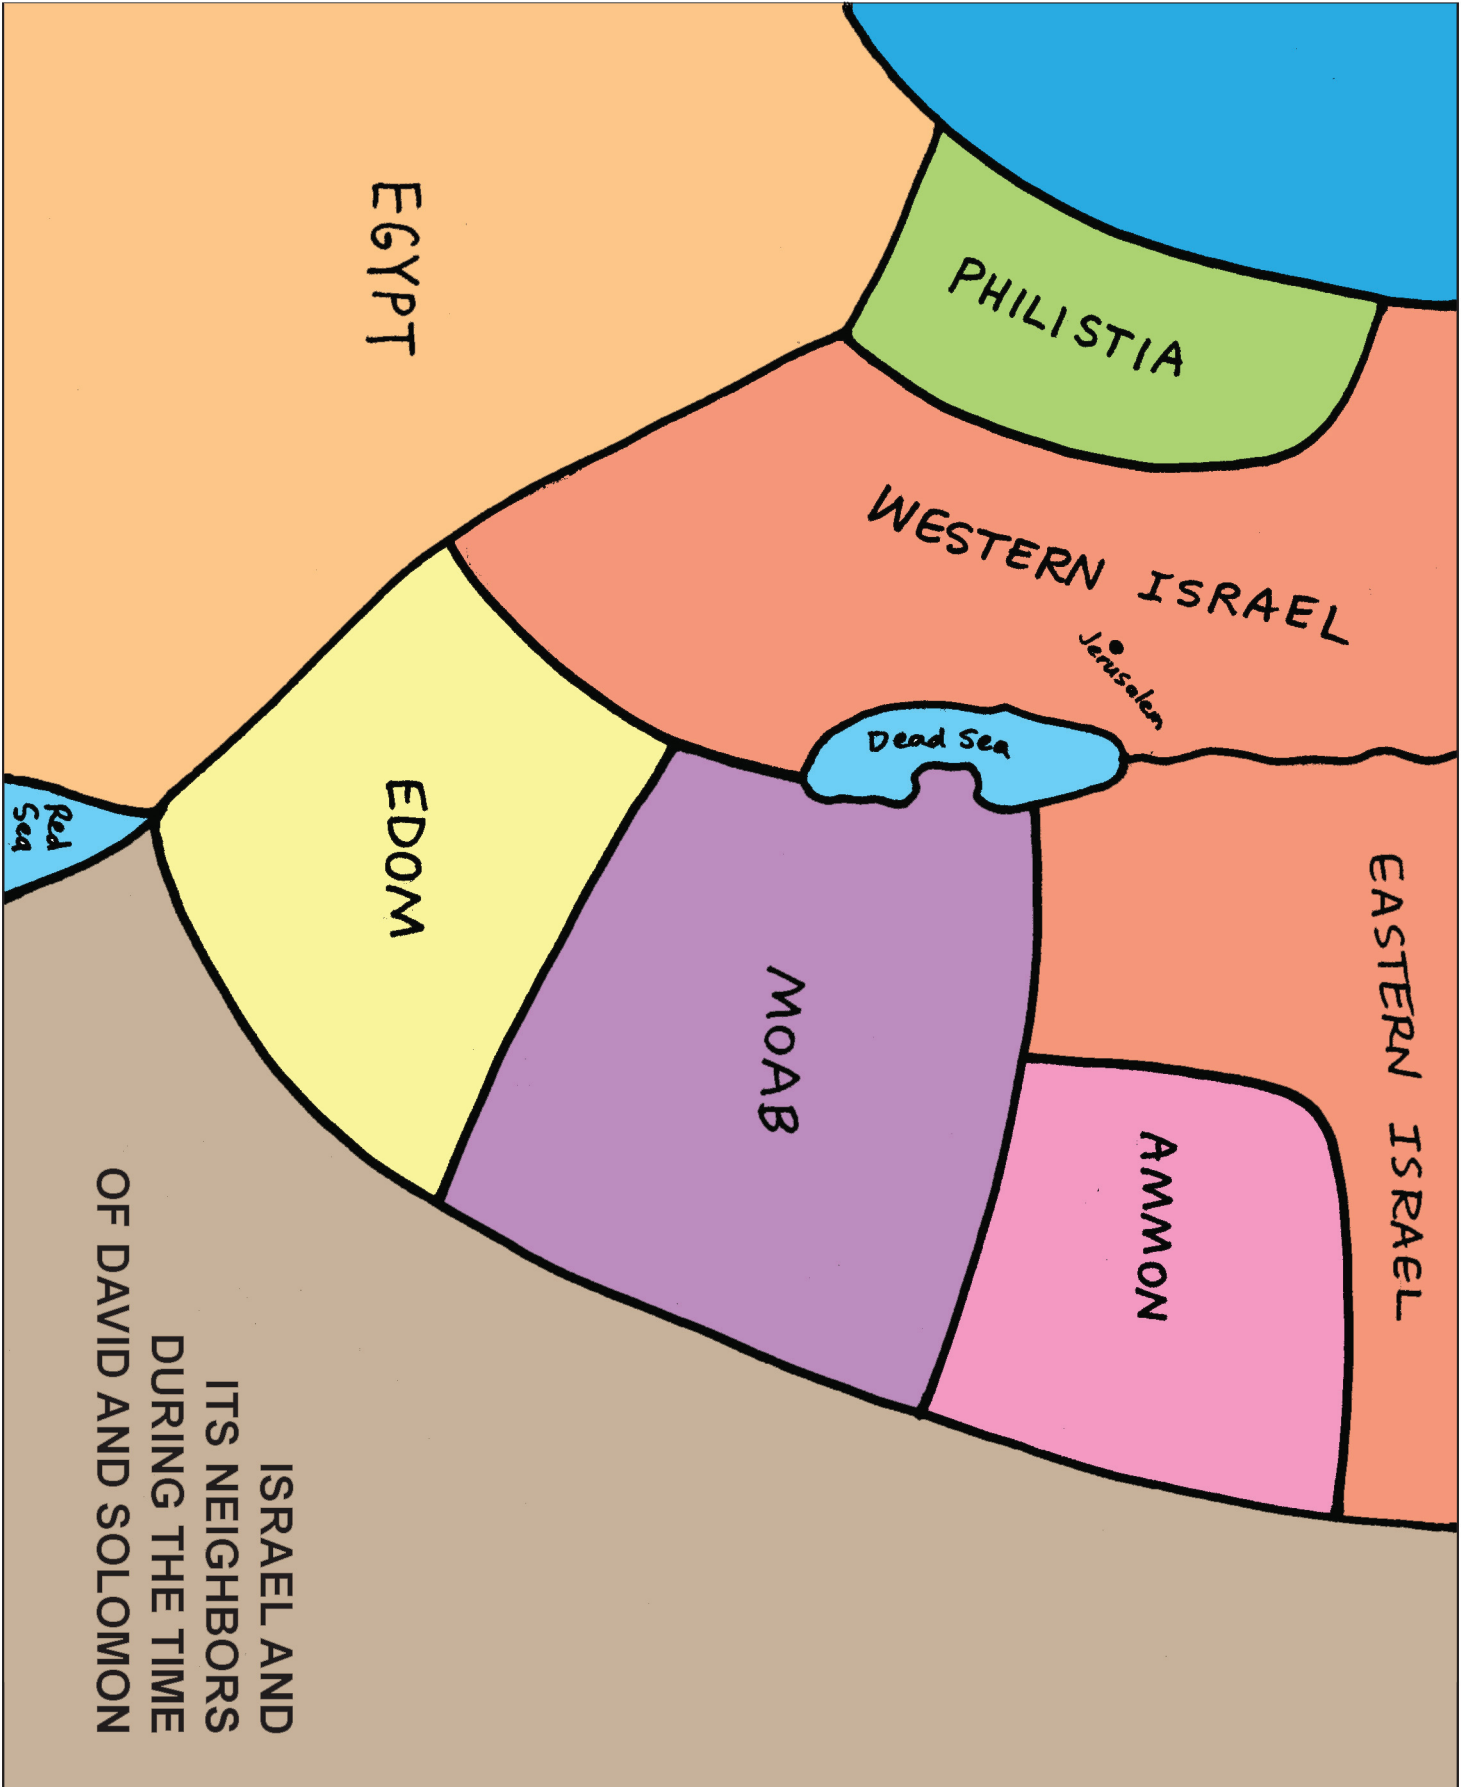 PHILISTIA
EASTERN ISRAEL
WESTERN ISRAEL
Jerusalem
AMMON
Dead Sea
MOAB
EGYPT
EDOM
Red
Sea
ISRAEL AND
ITS NEIGHBORS
DURING THE TIME
OF DAVID AND SOLOMON